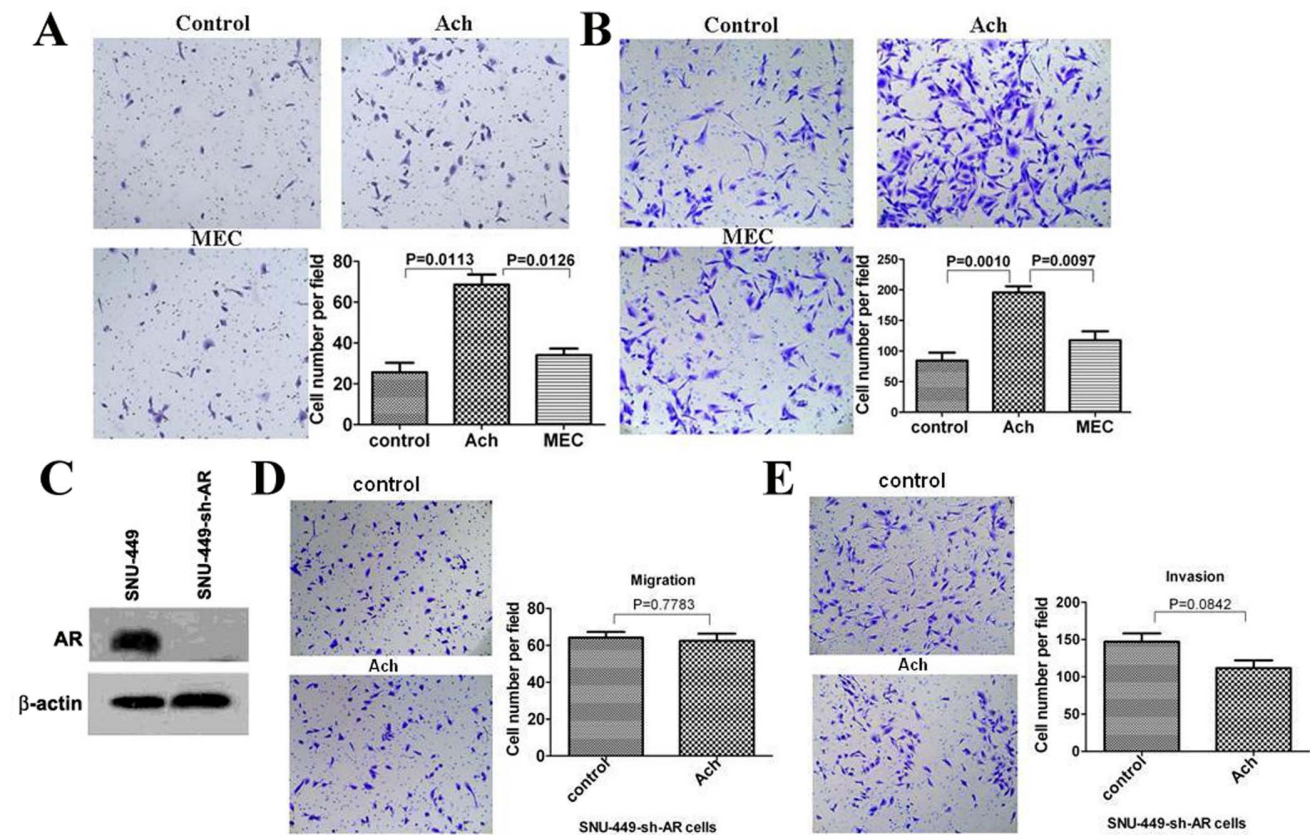 A
Control
Ach
MEC
Cell number per field
80
60
40
20
0
P=0.0113
P=0.0126
control
Ach
MEC
B
Control
Ach
MEC
Cell number per field
250
200
150
100
50
0
P=0.0010
P=0.0097
control
Ach
MEC
C
SNU-449
SNU-449-sh-AR
AR
β-actin
D
control
Ach
Migration
P=0.7783
Cell number per field
80
60
40
20
0
control
Ach
SNU-449-sh-AR cells
E
control
Ach
Invasion
P=0.0842
Cell number per field
200
150
100
50
0
control
Ach
SNU-449-sh-AR cells